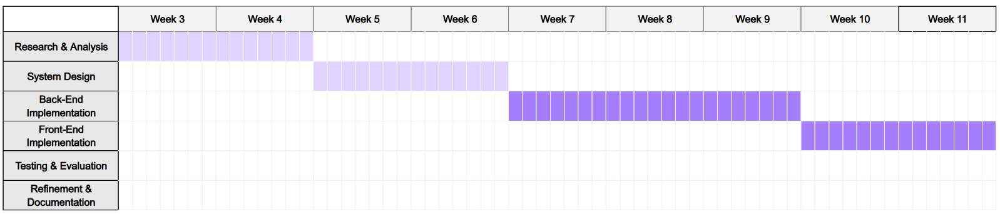 Week 3 Week 4 Week 5 Week 6 Week 7 Week 8 Week 9 Week 10 Week 11
Research & Analysis
System Design
Back-End
Implementation
Front-End
Implementation
Testing & Evaluation
Refinement &
Documentation